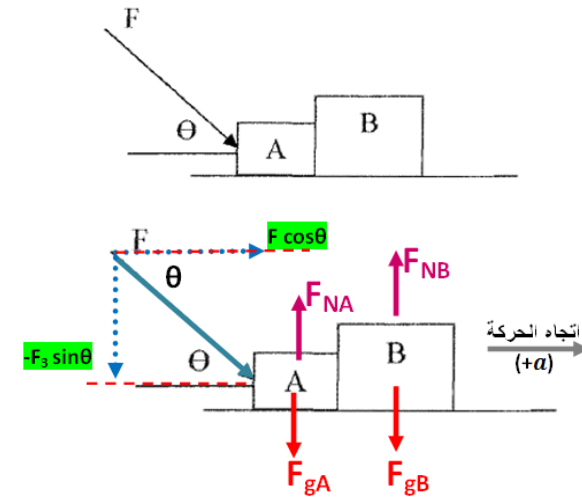 F
Ө
A
B
F cosθ
F
θ
F_NA
F_NB
-F₃ sinθ
Ө
A
B
اتجاه الحركة
(+a)
F_gA
F_gB